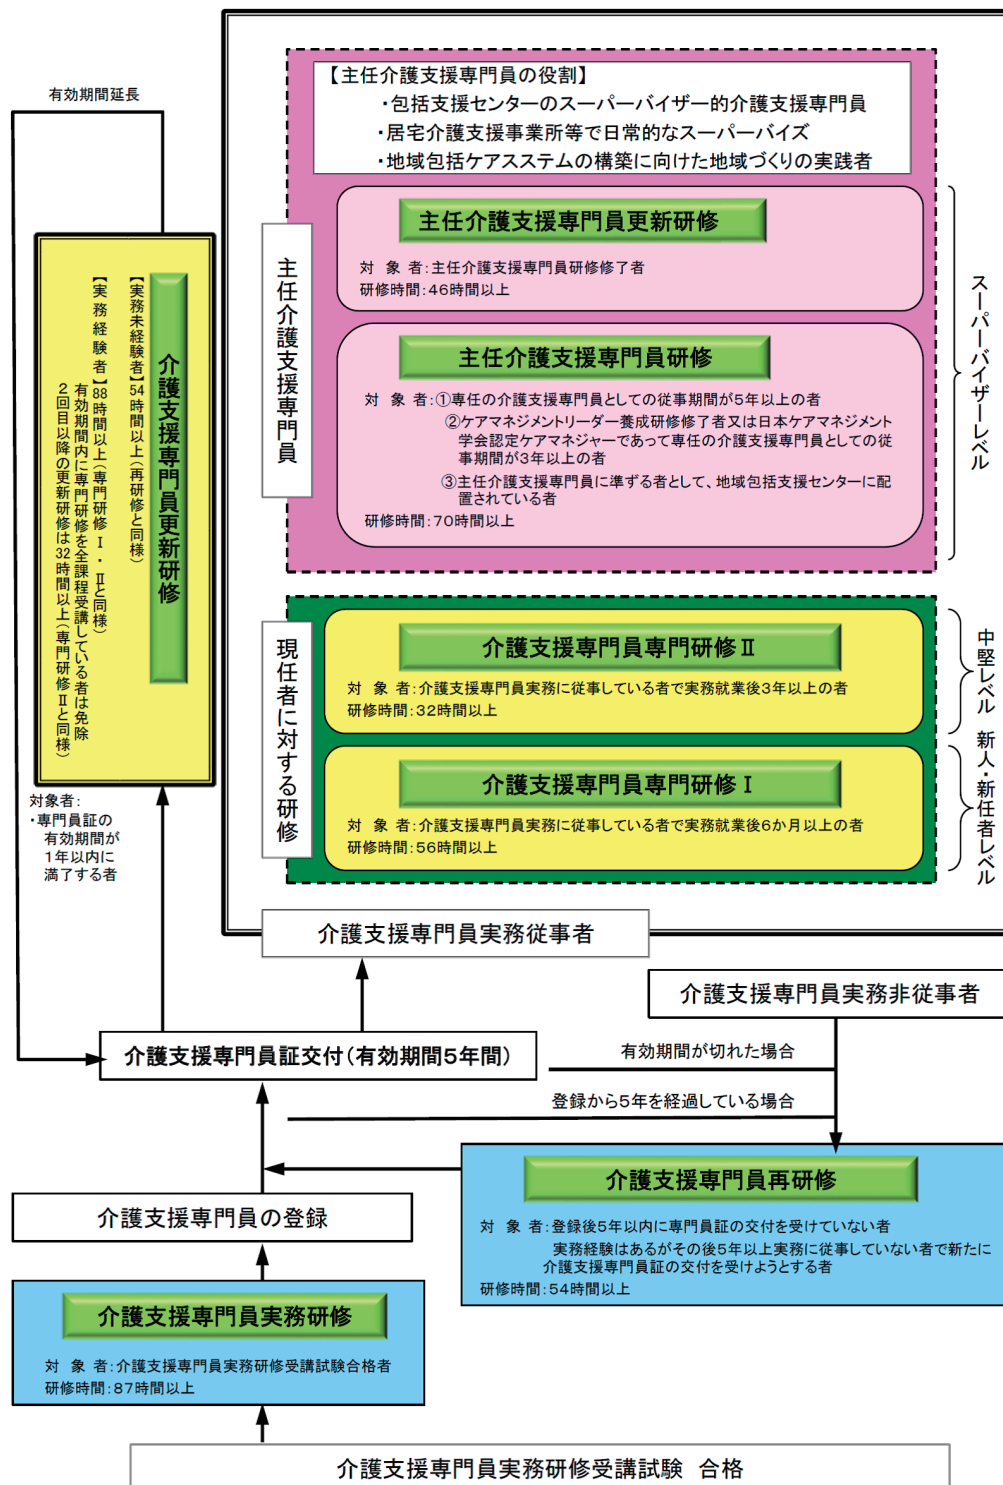 【主任介護支援専門員の役割】
・包括支援センターのスーパーバイザー的介護支援専門員
・居宅介護支援事業所等で日常的なスーパーバイズ
・地域包括ケアスステムの構築に向けた地域づくりの実践者
有効期間延長
主任介護支援専門員
主任介護支援専門員更新研修
対 象 者:主任介護支援専門員研修修了者
研修時間:46時間以上
主任介護支援専門員研修
対 象 者:①専任の介護支援専門員としての従事期間が5年以上の者
②ケアマネジメントリーダー養成研修修了者又は日本ケアマネジメント
学会認定ケアマネジャーであって専任の介護支援専門員としての従
事期間が3年以上の者
③主任介護支援専門員に準ずる者として、地域包括支援センターに配
置されている者
研修時間:70時間以上
スーパーバイザーレベル
介護支援専門員更新研修
【実務未経験者】54時間以上(再研修と同様)
【実務経験者】88時間以上(専門研修Ⅰ・Ⅱと同様)
有効期間内に専門研修を全課程受講している者は免除
2回目以降の更新研修は32時間以上(専門研修Ⅱと同様)
対象者:
・専門員証の
有効期間が
1年以内に
満了する者
現任者に対する研修
介護支援専門員専門研修Ⅱ
対 象 者:介護支援専門員実務に従事している者で実務就業後3年以上の者
研修時間:32時間以上
中堅レベル
介護支援専門員専門研修Ⅰ
対 象 者:介護支援専門員実務に従事している者で実務就業後6か月以上の者
研修時間:56時間以上
新人・新任者レベル
介護支援専門員実務従事者
介護支援専門員実務非従事者
介護支援専門員証交付(有効期間5年間)
有効期間が切れた場合
登録から5年を経過している場合
介護支援専門員再研修
対 象 者:登録後5年以内に専門員証の交付を受けていない者
実務経験はあるがその後5年以上実務に従事していない者で新たに
介護支援専門員証の交付を受けようとする者
研修時間:54時間以上
介護支援専門員の登録
介護支援専門員実務研修
対 象 者:介護支援専門員実務研修受講試験合格者
研修時間:87時間以上
介護支援専門員実務研修受講試験 合格